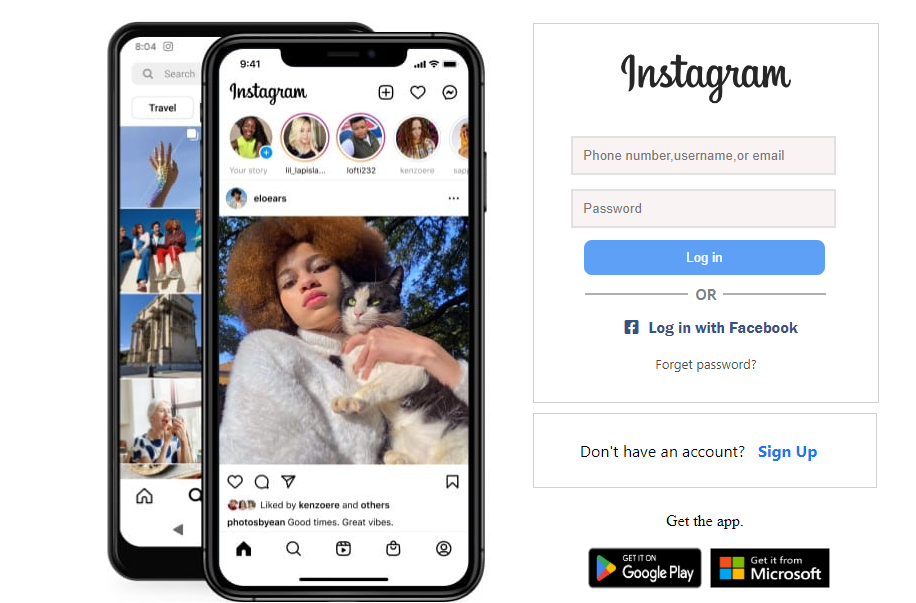 8:04
Search
Travel
9:41
Instagram
Your story
lil_lapisla...
lofti232
kenzoere
sap
eloears
Liked by kenzoere and others
photosbyean Good times. Great vibes.
Instagram
Phone number,username,or email
Password
Log in
OR
Log in with Facebook
Forget password?
Don't have an account? Sign Up
Get the app.
GET IT ON
Google Play
Get it from
Microsoft